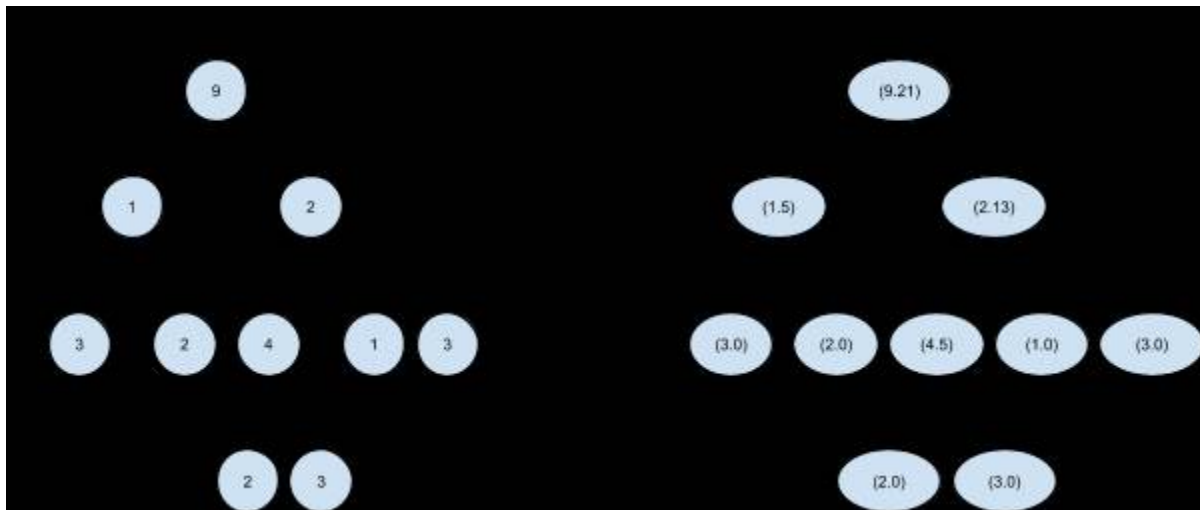 9 (9.21)
1 2 (1.5) (2.13)
3 2 4 1 3 (3.0) (2.0) (4.5) (1.0) (3.0)
2 3 (2.0) (3.0)